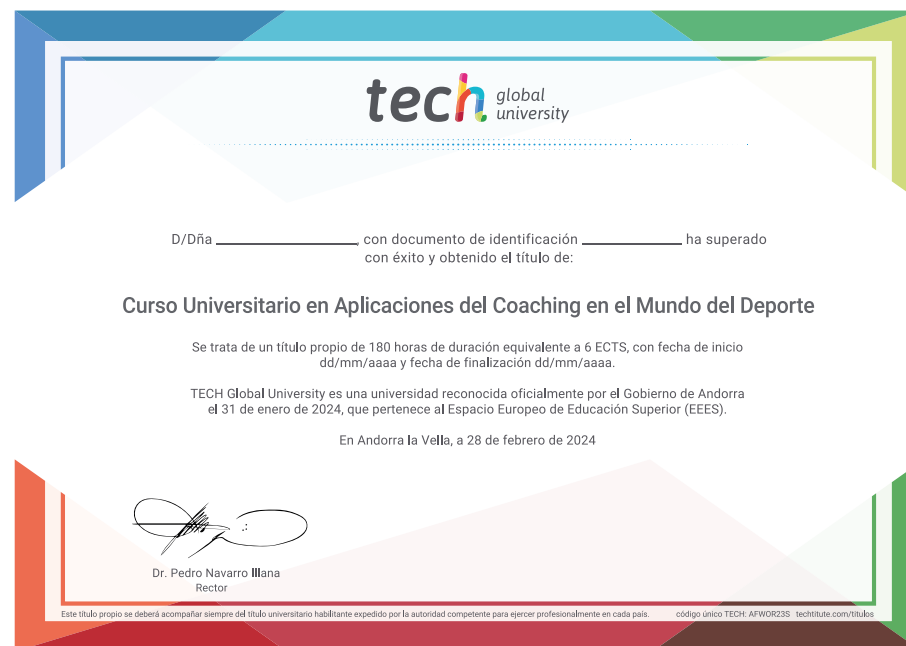 tech global university
D/Dña ______________, con documento de identificación __________ ha superado
con éxito y obtenido el título de:
Curso Universitario en Aplicaciones del Coaching en el Mundo del Deporte
Se trata de un título propio de 180 horas de duración equivalente a 6 ECTS, con fecha de inicio
dd/mm/aaaa y fecha de finalización dd/mm/aaaa.
TECH Global University es una universidad reconocida oficialmente por el Gobierno de Andorra
el 31 de enero de 2024, que pertenece al Espacio Europeo de Educación Superior (EEES).
En Andorra la Vella, a 28 de febrero de 2024
Dr. Pedro Navarro Illana
Rector
Este título propio se deberá acompañar siempre del título universitario habilitante expedido por la autoridad competente para ejercer profesionalmente en cada país. código único TECH: AFWOR23S techtitute.com/títulos